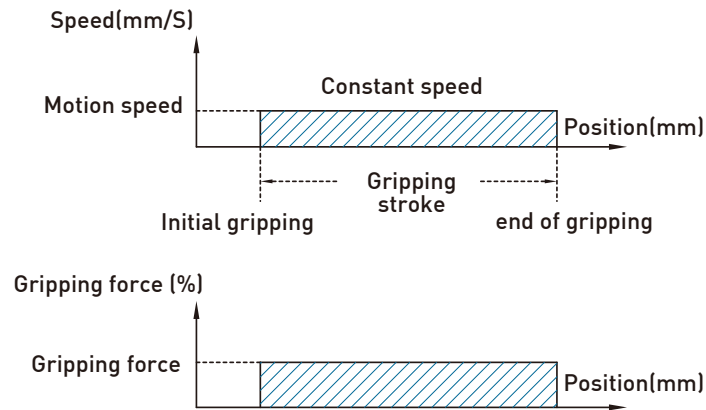 Speed(mm/S)
Constant speed
Motion speed
Position(mm)
Gripping
stroke
Initial gripping
end of gripping
Gripping force (%)
Gripping force
Position(mm)